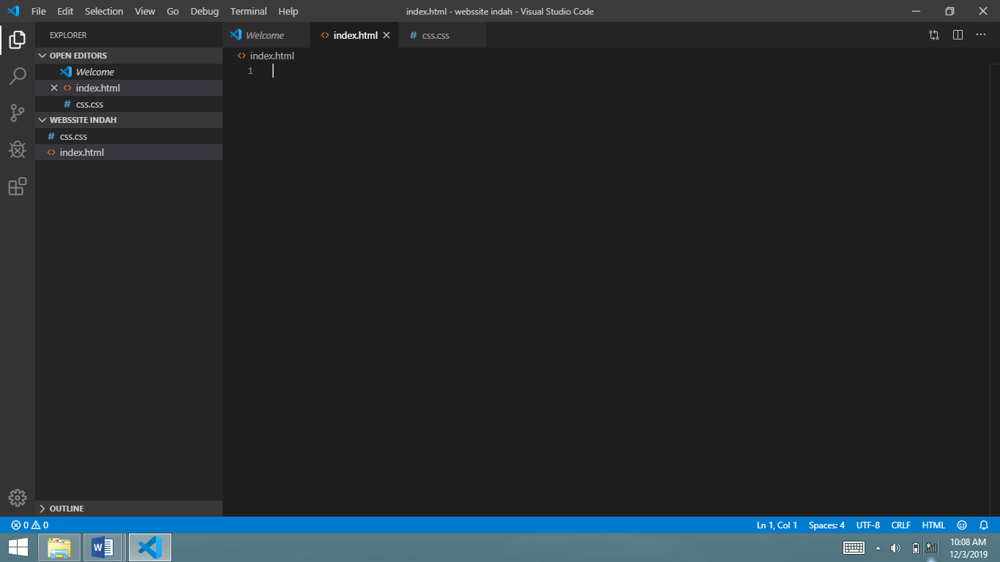 File Edit Selection View Go Debug Terminal Help
index.html - webssite indah - Visual Studio Code
EXPLORER
OPEN EDITORS
Welcome
index.html
css.css
WEBSSITE INDAH
css.css
index.html
OUTLINE
Welcome
index.html
css.css
index.html
1
0 0
Ln 1, Col 1 Spaces: 4 UTF-8 CRLF HTML
W
10:08 AM
12/3/2019